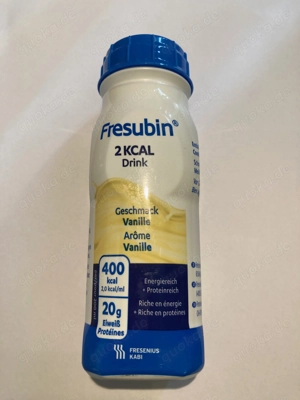 Fresubin®
2 KCAL
Drink
Geschmack
Vanille
Arôme
Vanille
400
kcal
2,0 kcal/ml
20g
Eiweiß
Protéines
Energiereich
+ Proteinreich
Riche en énergie
+ Riche en protéines
FRESENIUS
KABI